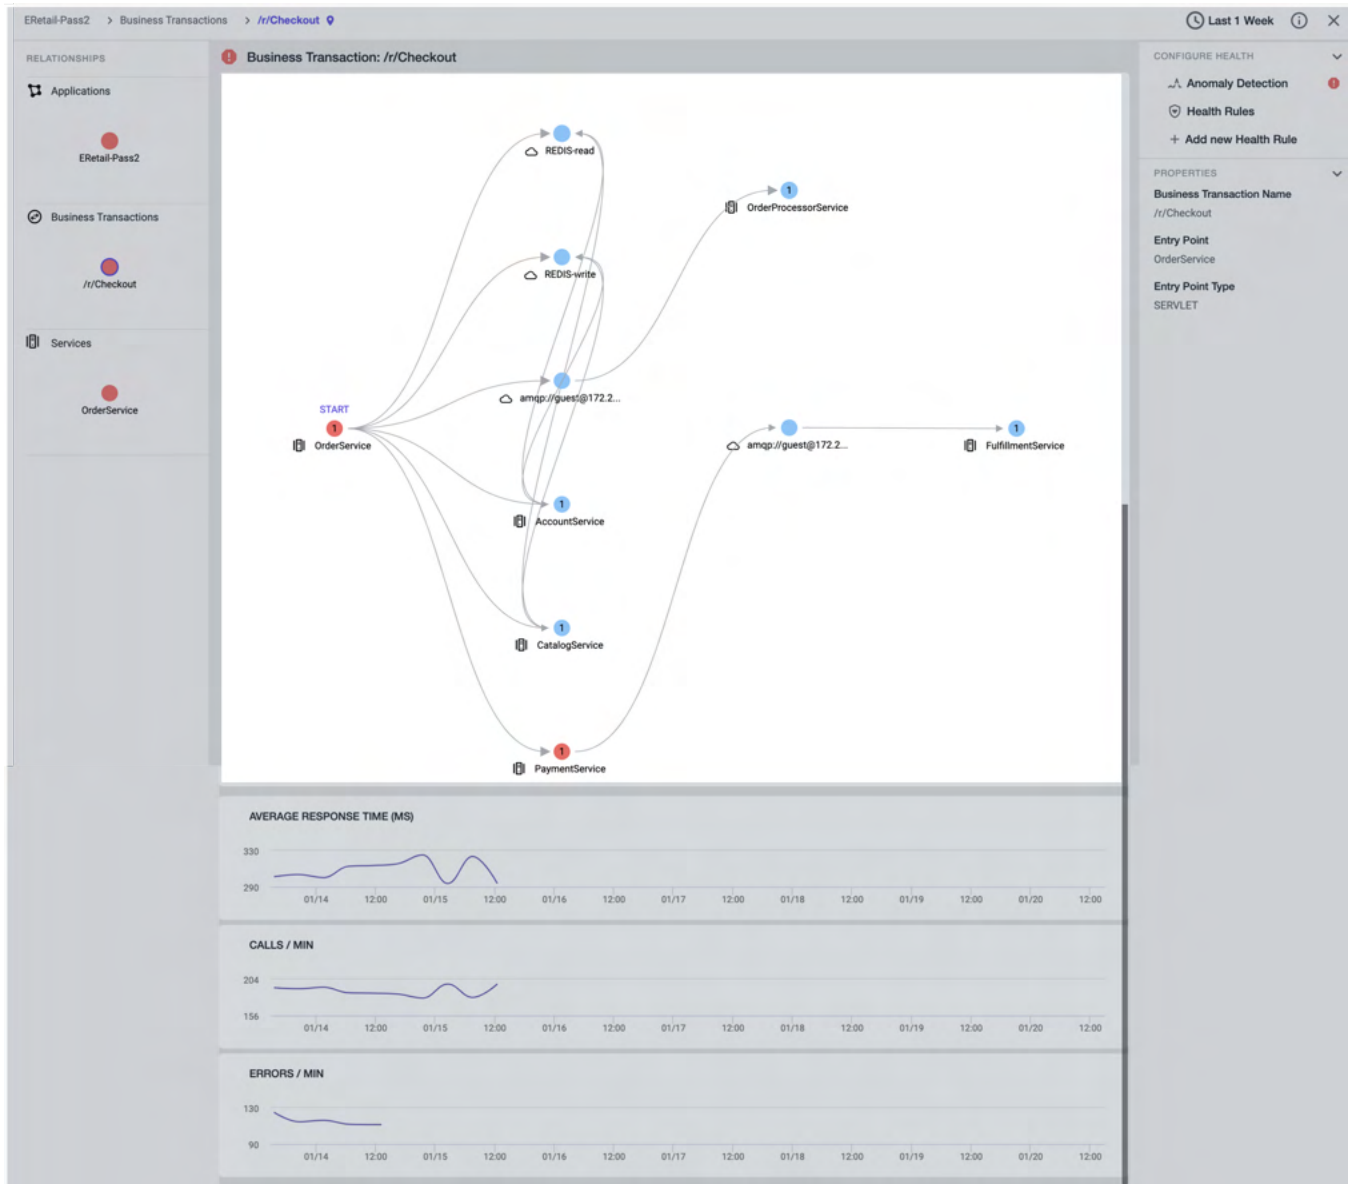 ERetail-Pass2 > Business Transactions > /r/Checkout
Last 1 Week
RELATIONSHIPS
Applications
ERetail-Pass2
Business Transactions
/r/Checkout
Services
OrderService
Business Transaction: /r/Checkout
REDIS-read
1
OrderProcessorService
REDIS-write
amqp://guest@172.2...
START
1
OrderService
amqp://guest@172.2...
1
FulfillmentService
1
AccountService
1
CatalogService
1
PaymentService
AVERAGE RESPONSE TIME (MS)
330
290
01/14 12:00 01/15 12:00 01/16 12:00 01/17 12:00 01/18 12:00 01/19 12:00 01/20 12:00
CALLS / MIN
204
156
01/14 12:00 01/15 12:00 01/16 12:00 01/17 12:00 01/18 12:00 01/19 12:00 01/20 12:00
ERRORS / MIN
130
90
01/14 12:00 01/15 12:00 01/16 12:00 01/17 12:00 01/18 12:00 01/19 12:00 01/20 12:00
CONFIGURE HEALTH
Anomaly Detection
Health Rules
+ Add new Health Rule
PROPERTIES
Business Transaction Name
/r/Checkout
Entry Point
OrderService
Entry Point Type
SERVLET